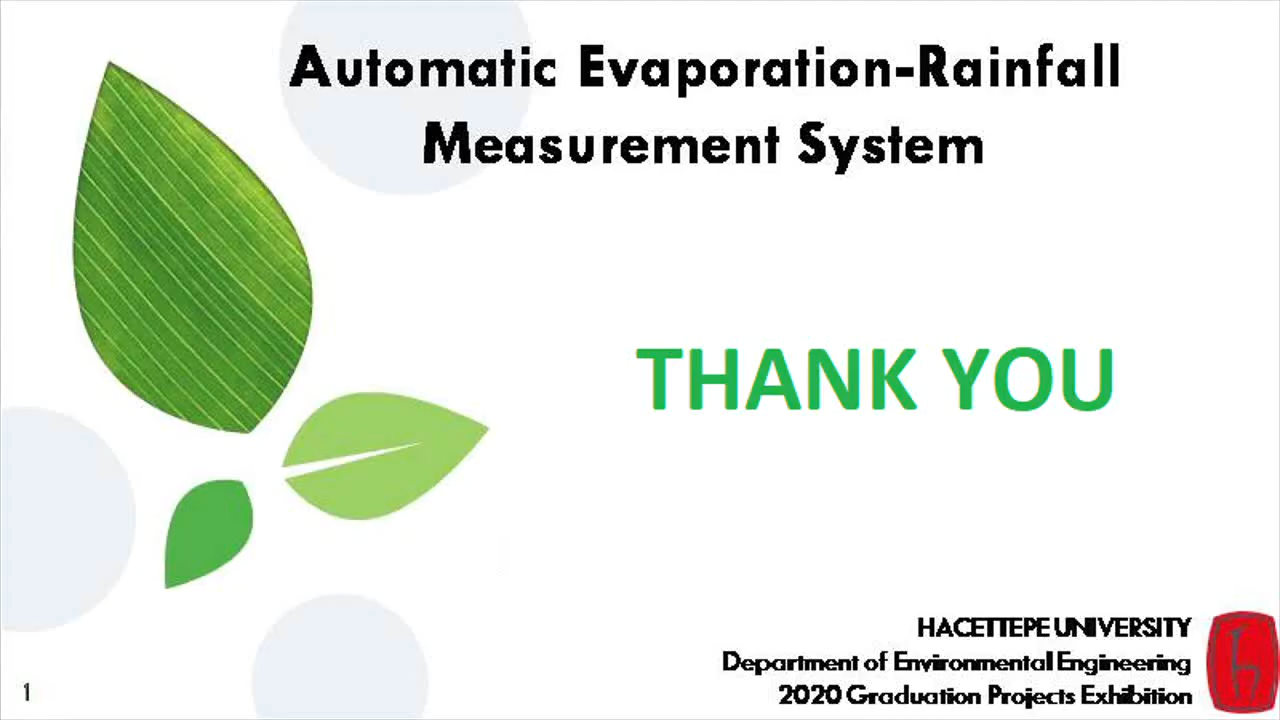 Automatic Evaporation-Rainfall
Measurement System
THANK YOU
HACETTEPE UNIVERSITY
Department of Environmental Engineering
2020 Graduation Projects Exhibition
1